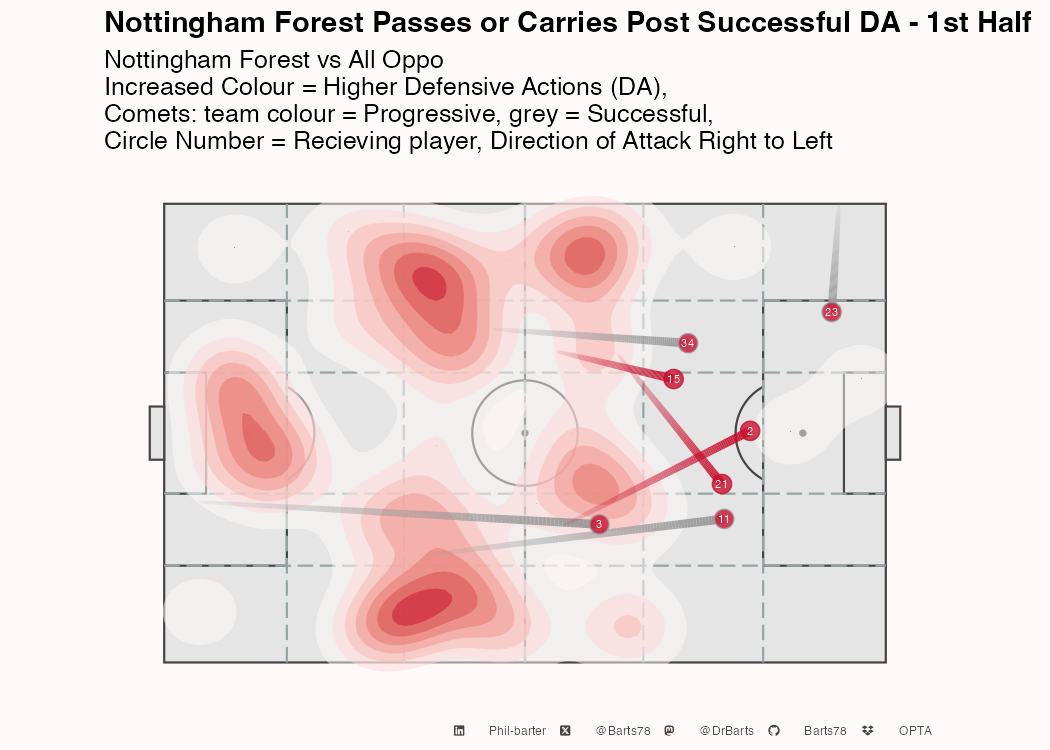 Nottingham Forest Passes or Carries Post Successful DA - 1st Half
Nottingham Forest vs All Oppo
Increased Colour = Higher Defensive Actions (DA),
Comets: team colour = Progressive, grey = Successful,
Circle Number = Recieving player, Direction of Attack Right to Left
23
34
15
2
21
11
3
Phil-barter @Barts78 @DrBarts Barts78 OPTA